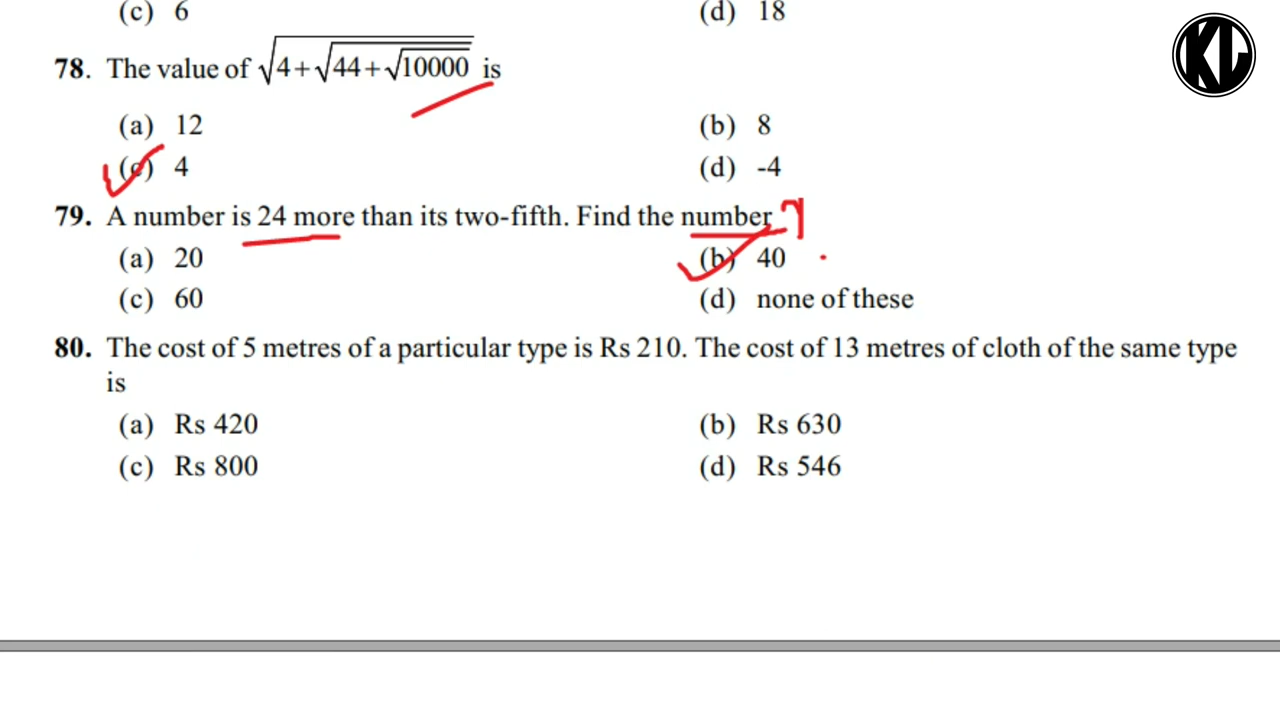 (c) 6 (d) 18
78. The value of √4+√44+√10000 is
(a) 12 (b) 8
(c) 4 (d) -4
79. A number is 24 more than its two-fifth. Find the number ?
(a) 20 (b) 40
(c) 60 (d) none of these
80. The cost of 5 metres of a particular type is Rs 210. The cost of 13 metres of cloth of the same type
is
(a) Rs 420 (b) Rs 630
(c) Rs 800 (d) Rs 546